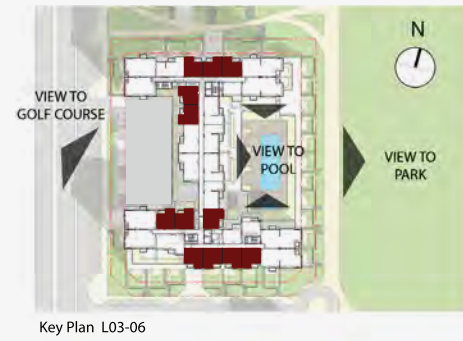 N
VIEW TO
GOLF COURSE
VIEW TO
POOL
VIEW TO
PARK
Key Plan L03-06